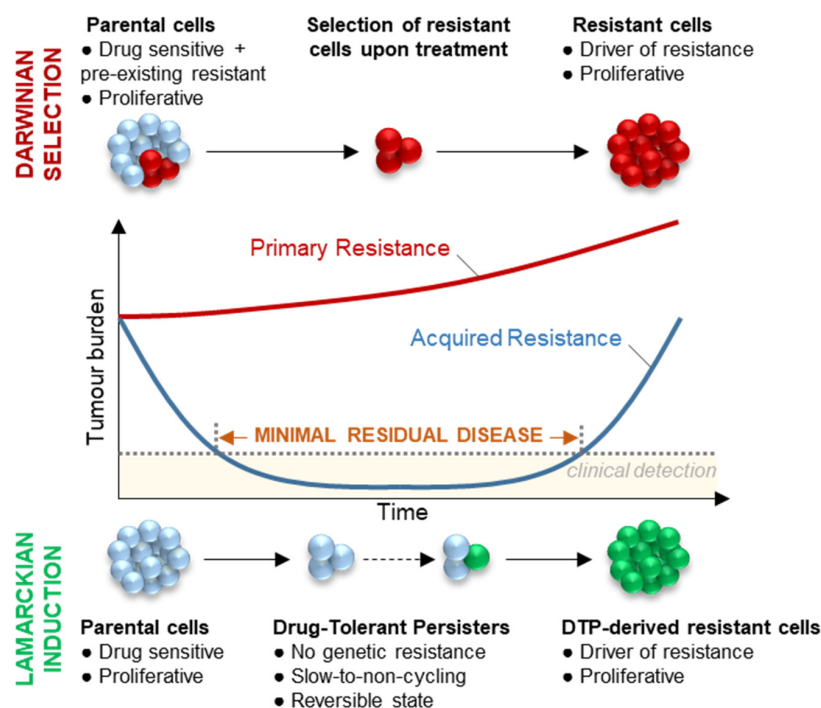 DARWINIAN
SELECTION
Parental cells
● Drug sensitive +
pre-existing resistant
● Proliferative
Selection of resistant
cells upon treatment
Resistant cells
● Driver of resistance
● Proliferative
Tumour burden
Primary Resistance
Acquired Resistance
MINIMAL RESIDUAL DISEASE
clinical detection
Time
LAMARCKIAN
INDUCTION
Parental cells
● Drug sensitive
● Proliferative
Drug-Tolerant Persisters
● No genetic resistance
● Slow-to-non-cycling
● Reversible state
DTP-derived resistant cells
● Driver of resistance
● Proliferative